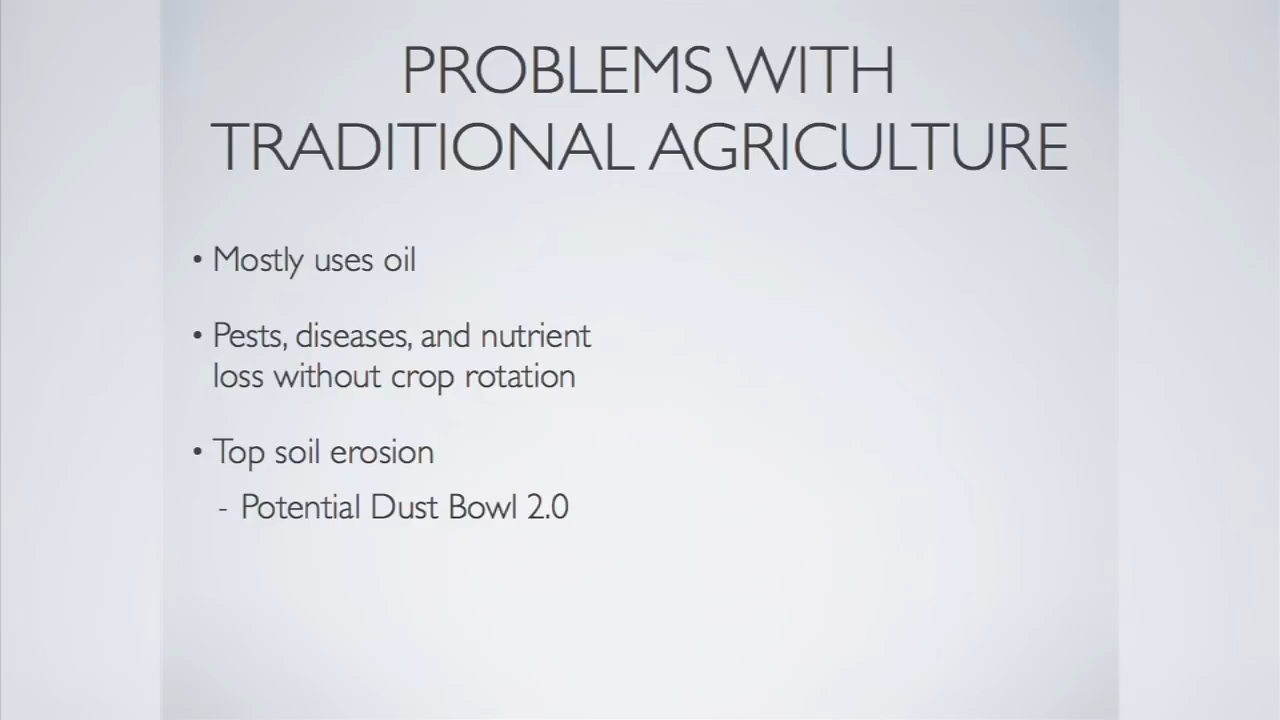 PROBLEMS WITH
TRADITIONAL AGRICULTURE
• Mostly uses oil
• Pests, diseases, and nutrient
loss without crop rotation
• Top soil erosion
- Potential Dust Bowl 2.0